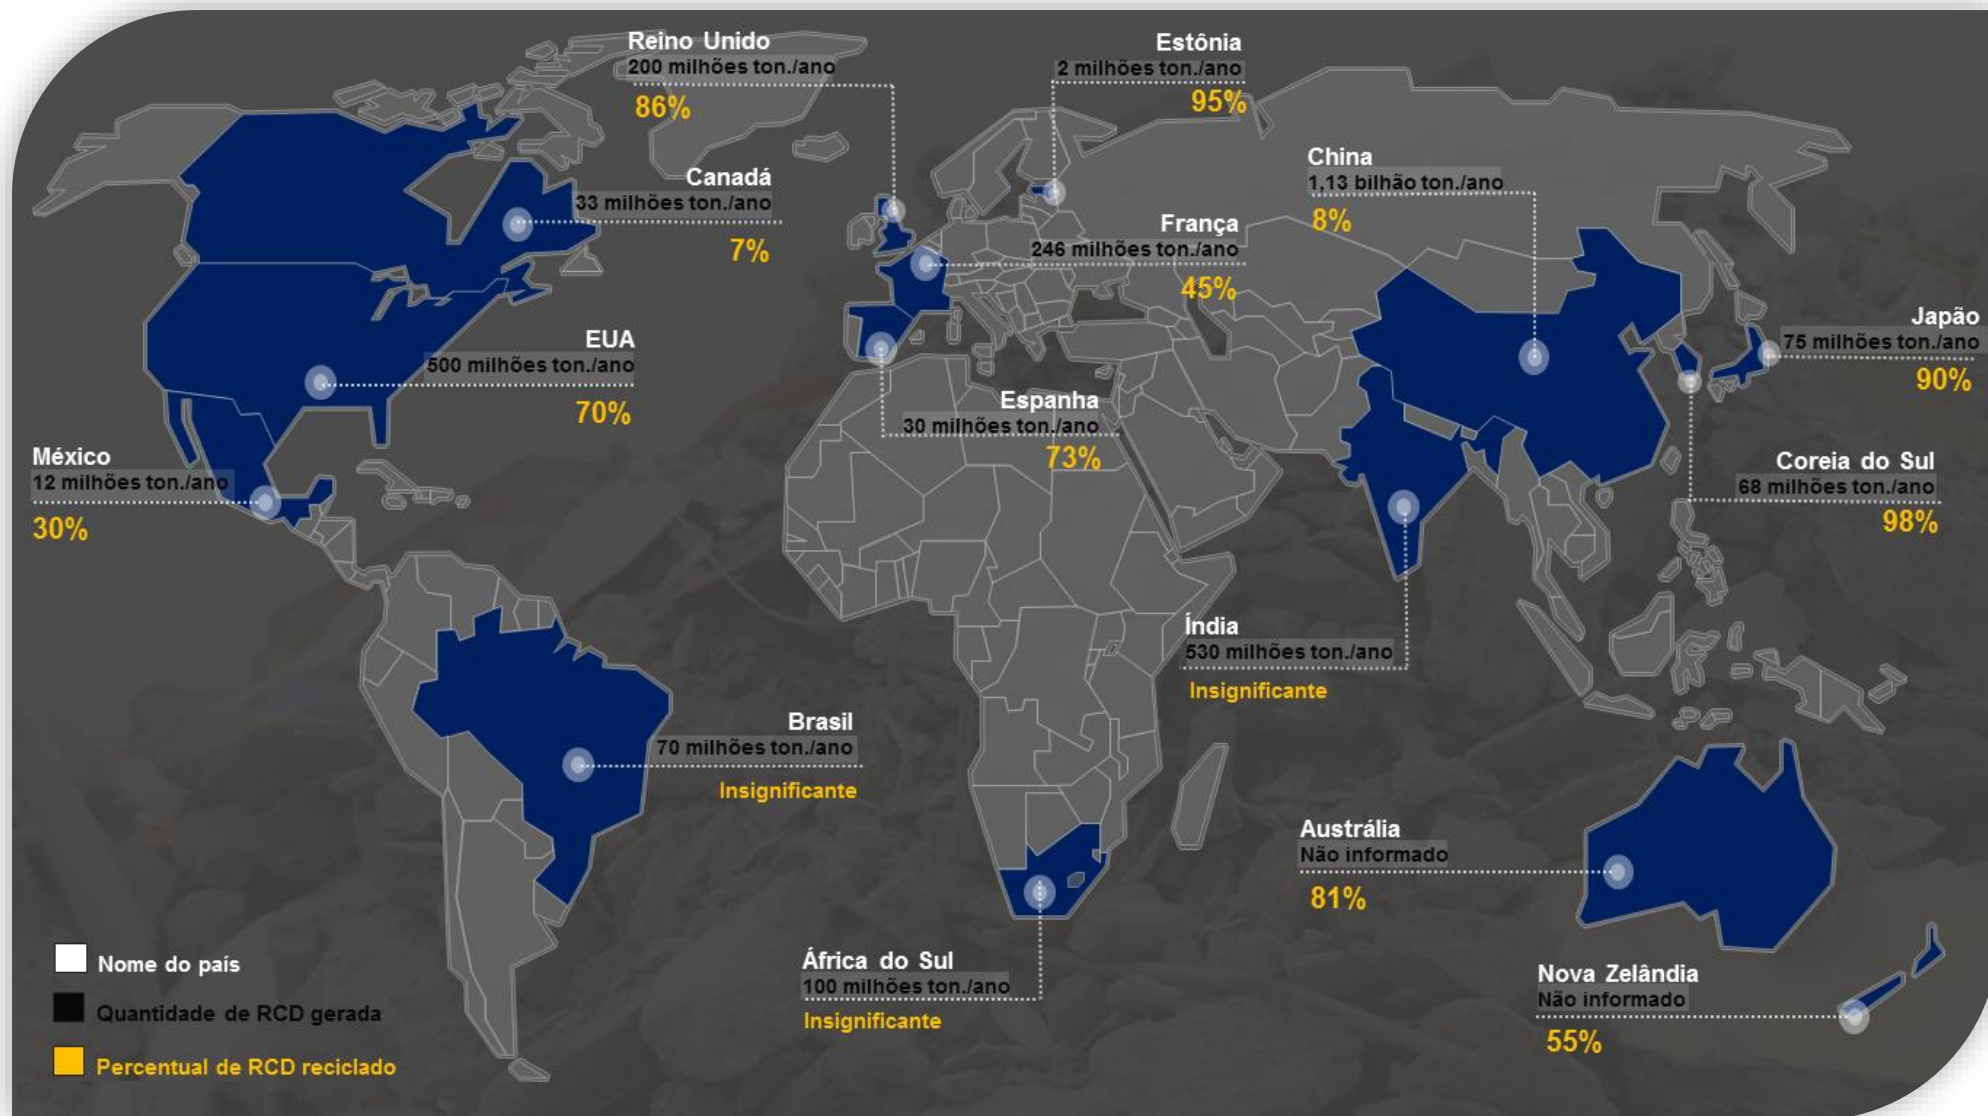 Reino Unido
200 milhões ton./ano
86%
Estônia
2 milhões ton./ano
95%
China
1,13 bilhão ton./ano
8%
Canadá
33 milhões ton./ano
7%
França
246 milhões ton./ano
45%
EUA
500 milhões ton./ano
70%
Japão
75 milhões ton./ano
90%
Espanha
30 milhões ton./ano
73%
México
12 milhões ton./ano
30%
Coreia do Sul
68 milhões ton./ano
98%
Índia
530 milhões ton./ano
Insignificante
Brasil
70 milhões ton./ano
Insignificante
Austrália
Não informado
81%
África do Sul
100 milhões ton./ano
Insignificante
Nova Zelândia
Não informado
55%
Nome do país
Quantidade de RCD gerada
Percentual de RCD reciclado